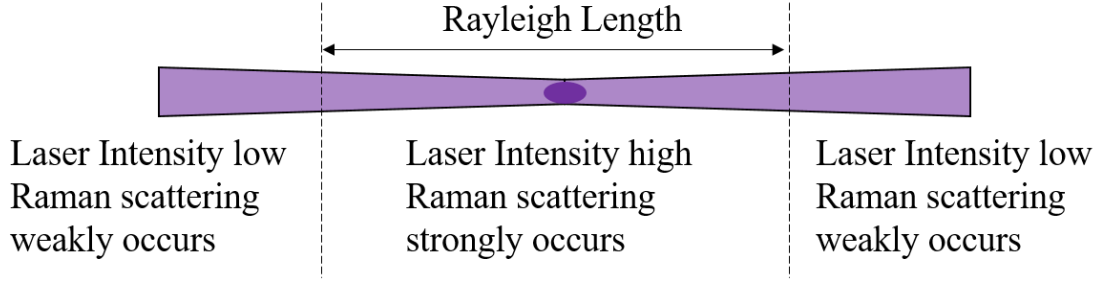 Rayleigh Length
Laser Intensity low
Raman scattering
weakly occurs
Laser Intensity high
Raman scattering
strongly occurs
Laser Intensity low
Raman scattering
weakly occurs